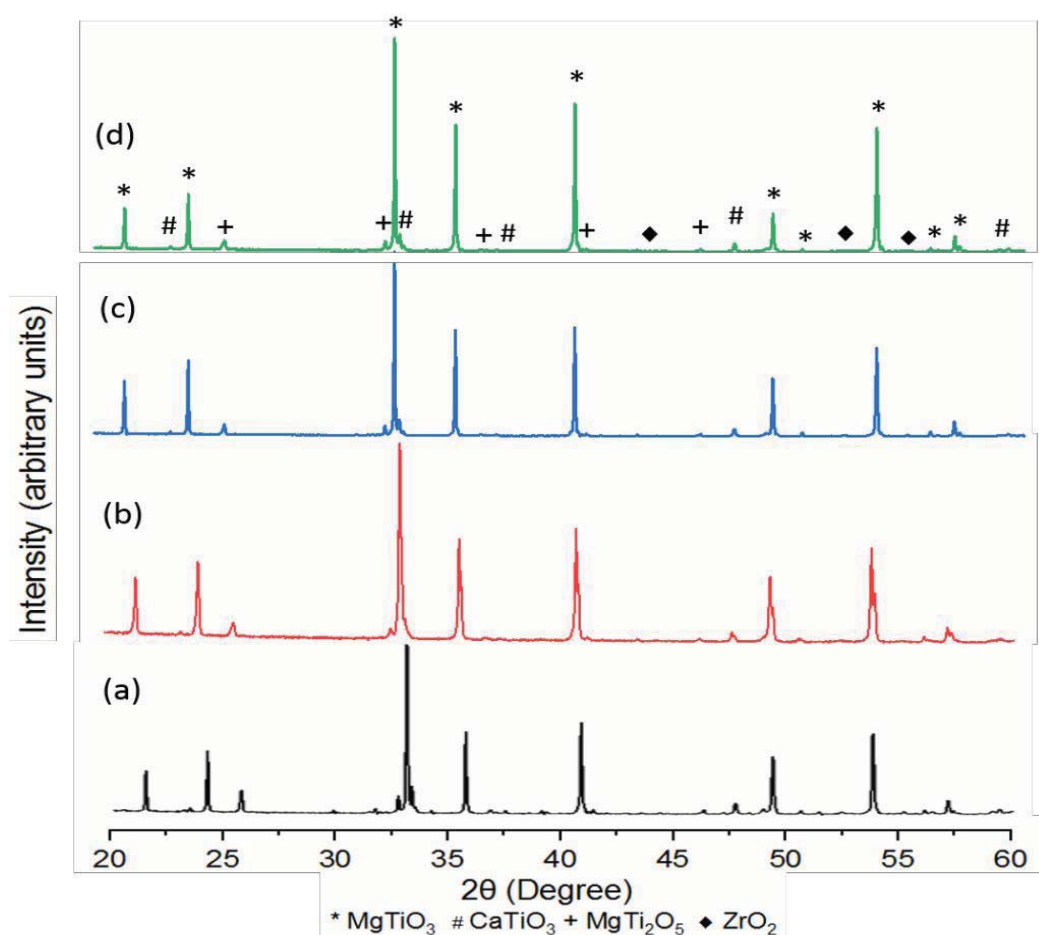 (d)
* * # * + + * # * + # * + ◆ + # * * ◆ * ◆ * * #
(c)
(b)
(a)
Intensity (arbitrary units)
20 25 30 35 40 45 50 55 60
2θ (Degree)
* MgTiO₃ # CaTiO₃ + MgTi₂O₅ ◆ ZrO₂